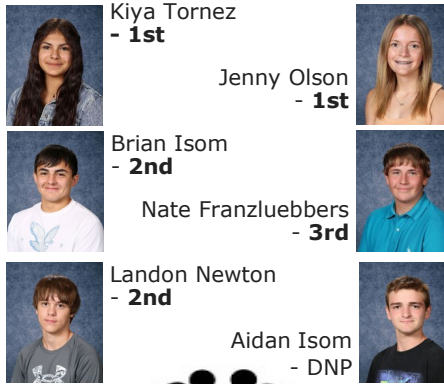 Kiya Tornez
- 1st
Jenny Olson
- 1st
Brian Isom
- 2nd
Nate Franzluebbers
- 3rd
Landon Newton
- 2nd
Aidan Isom
- DNP